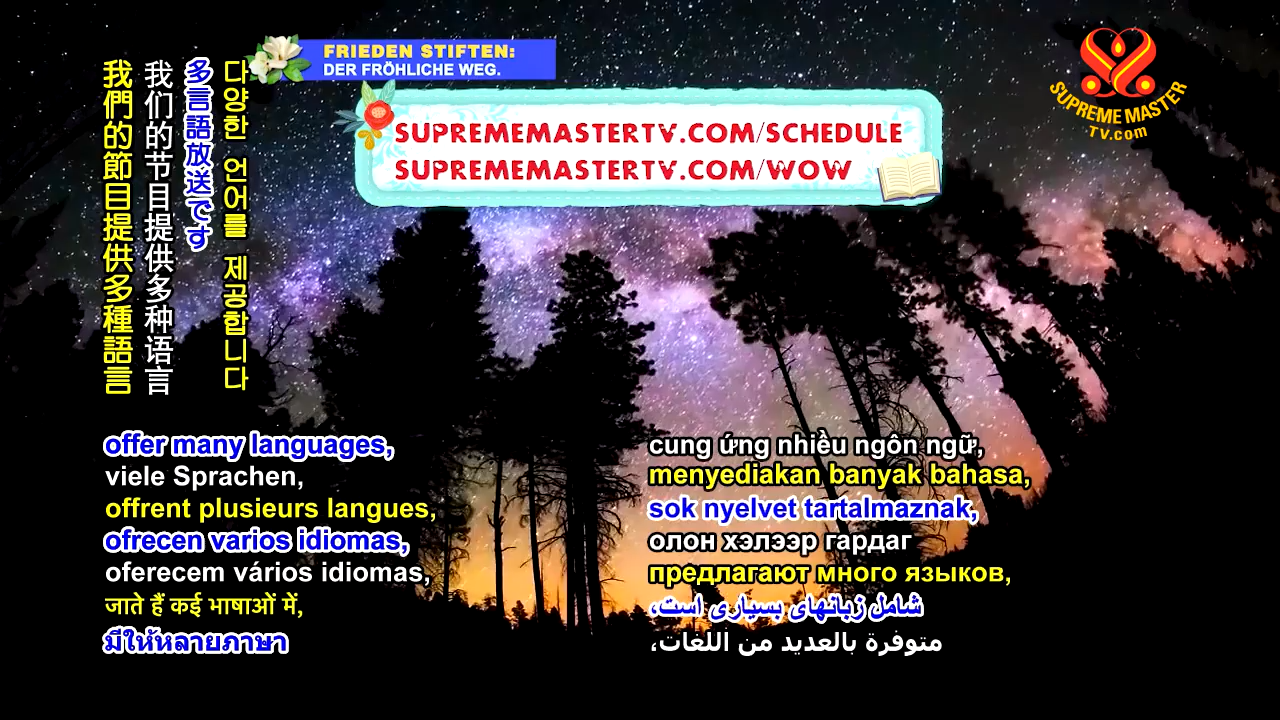 FRIEDEN STIFTEN:
DER FRÖHLICHE WEG.
SUPREMEMASTERTV.COM/SCHEDULE
SUPREMEMASTERTV.COM/WOW
SUPREME MASTER
TV.com
我們的節目提供多種語言
我们的节目提供多种语言
多言語放送です
다양한 언어를 제공합니다
offer many languages,
viele Sprachen,
offrent plusieurs langues,
ofrecen varios idiomas,
oferecem vários idiomas,
जाते हैं कई भाषाओं में,
มีให้หลายภาษา
cung ứng nhiều ngôn ngữ,
menyediakan banyak bahasa,
sok nyelvet tartalmaznak,
олон хэлээр гардаг
предлагают много языков,
شامل زبانهای بسیاری است،
متوفرة بالعديد من اللغات،